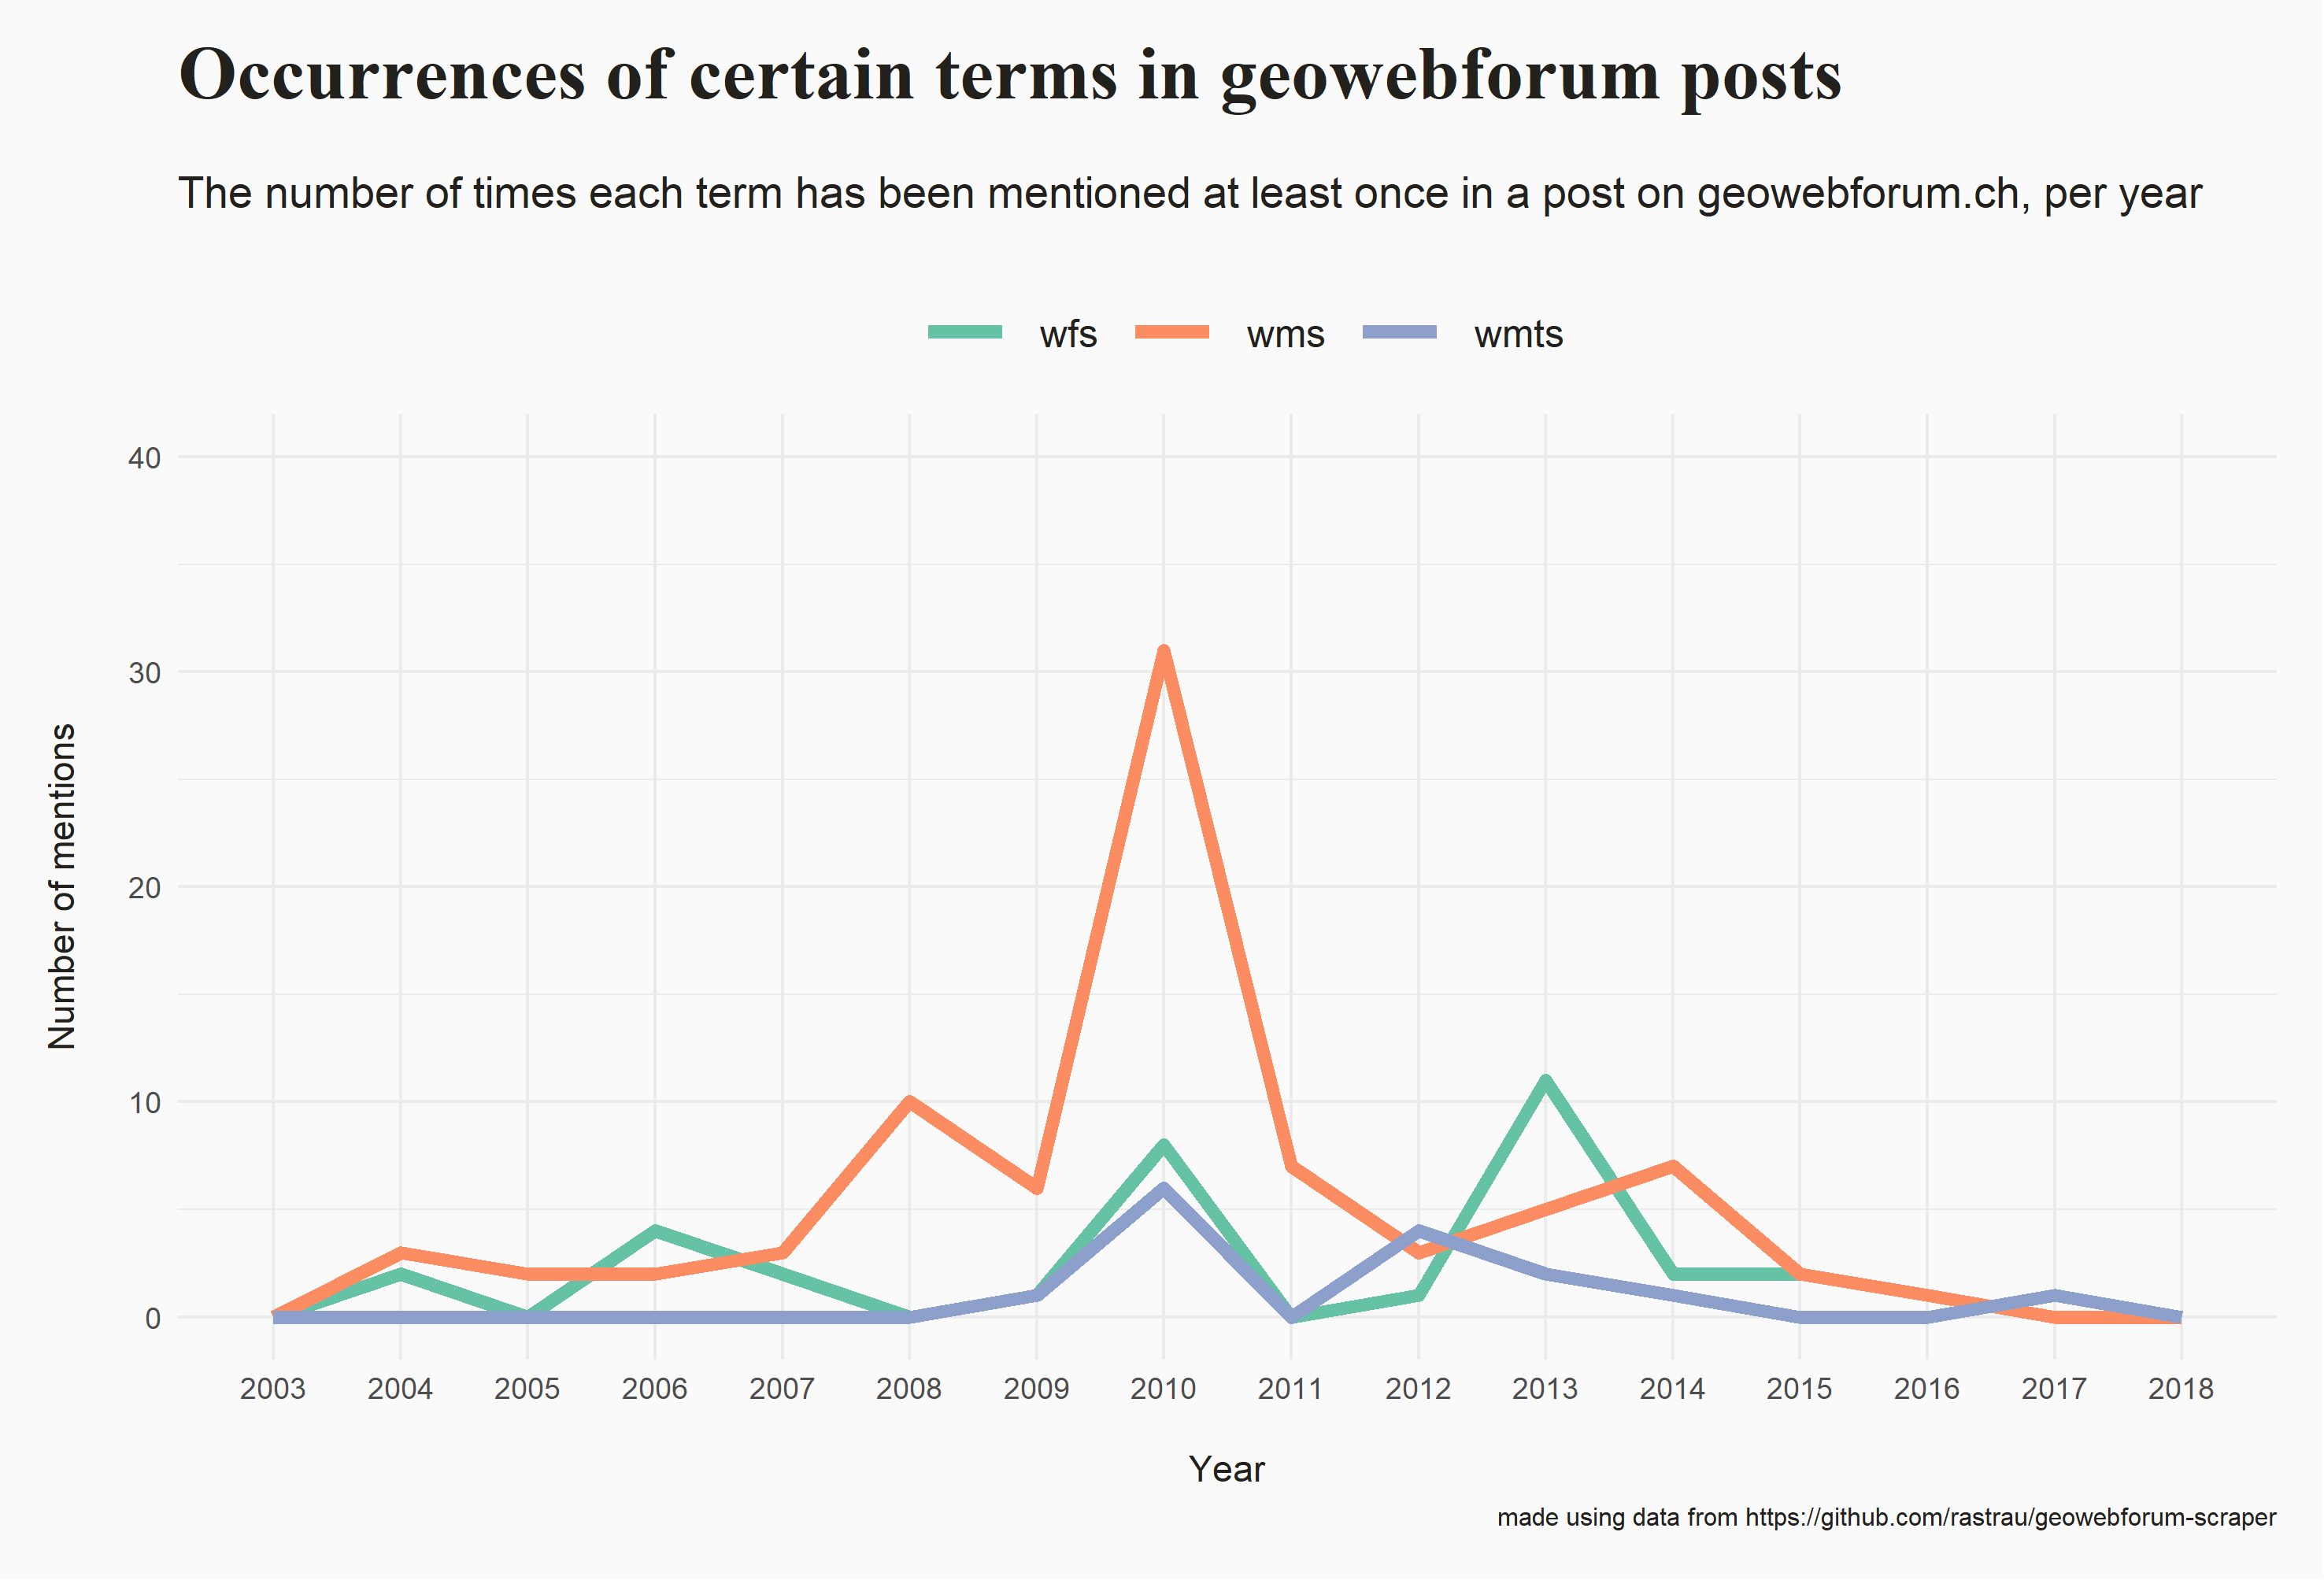 Occurrences of certain terms in geowebforum posts
The number of times each term has been mentioned at least once in a post on geowebforum.ch, per year
wfs wms wmts
40
30
20
10
0
Number of mentions
2003 2004 2005 2006 2007 2008 2009 2010 2011 2012 2013 2014 2015 2016 2017 2018
Year
made using data from https://github.com/rastrau/geowebforum-scraper